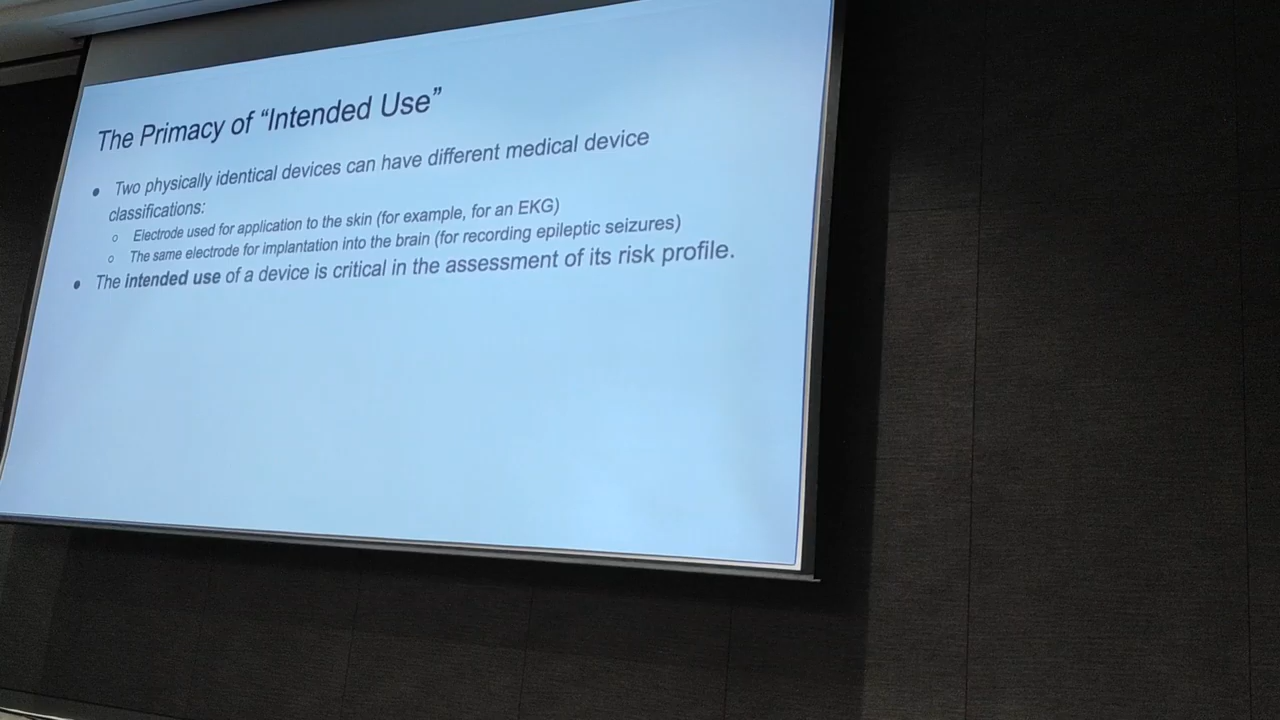 The Primacy of “Intended Use”
● Two physically identical devices can have different medical device
classifications:
○ Electrode used for application to the skin (for example, for an EKG)
○ The same electrode for implantation into the brain (for recording epileptic seizures)
● The intended use of a device is critical in the assessment of its risk profile.